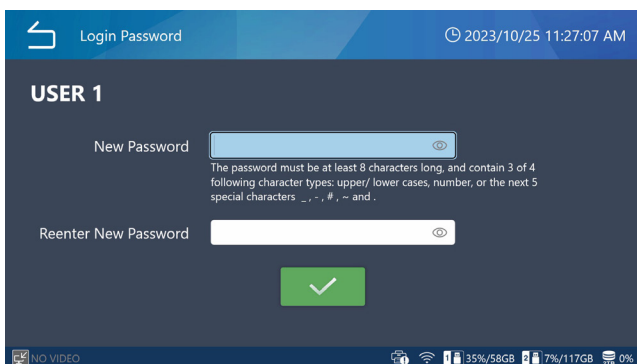 Login Password
2023/10/25 11:27:07 AM
USER 1
New Password
The password must be at least 8 characters long, and contain 3 of 4
following character types: upper/ lower cases, number, or the next 5
special characters _ , - , # , ~ and .
Reenter New Password
NO VIDEO
1 35%/58GB 2 7%/117GB 2TB 0%